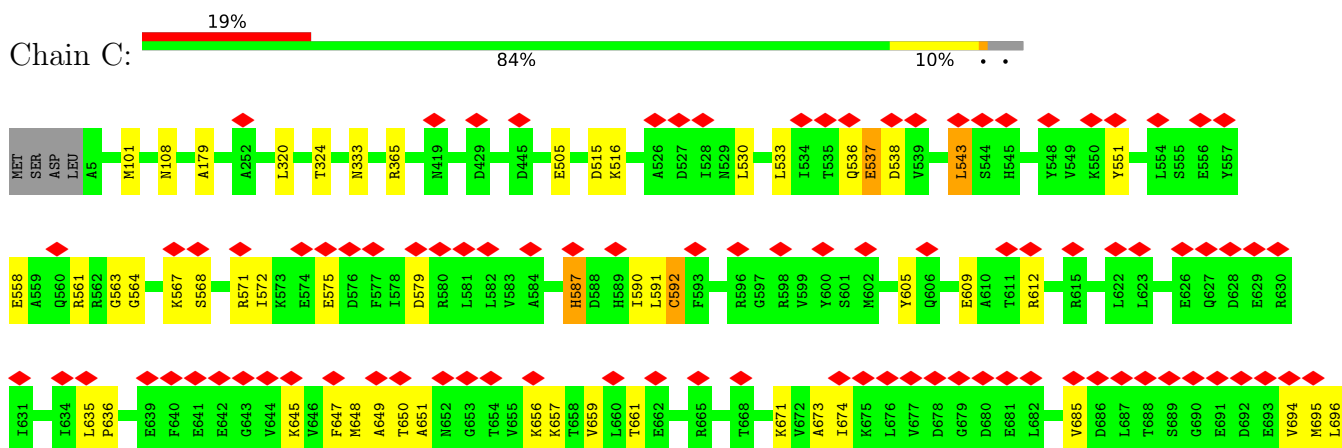 19%
Chain C:
84% 10% • •
MET SER ASP LEU A5 M101 N108 A179 A252 L320 T324 N333 R365 N419 D429 D445 E505 D515 K516 A526 D527 I528 N529 L530 L533 I534 T535 Q536 E537 D538 V539 L543 S544 H545 Y548 V549 K550 Y551 L554 S555 E556 Y557
E558 A559 Q560 R561 R562 G563 G564 K567 S568 R571 I572 K573 E574 E575 D576 P577 I578 D579 R580 L581 L582 V583 A584 H587 D588 H589 I590 L591 C592 F593 R596 G597 R598 V599 Y600 S601 M602 Y605 Q606 E609 A610 T611 R612 R615 L622 L623 E626 Q627 D628 E629 R630
I631 I634 L635 P636 E639 F640 E641 E642 G643 V644 K645 V646 F647 M648 A649 T650 A651 N652 G653 T654 V655 K656 K657 T658 V659 L660 T661 E662 R665 T668 K671 V672 A673 I674 K675 K676 V677 D678 G679 D680 E681 L682 V685 D686 L687 T688 S689 G690 E691 D692 E693 V694 M695 L696